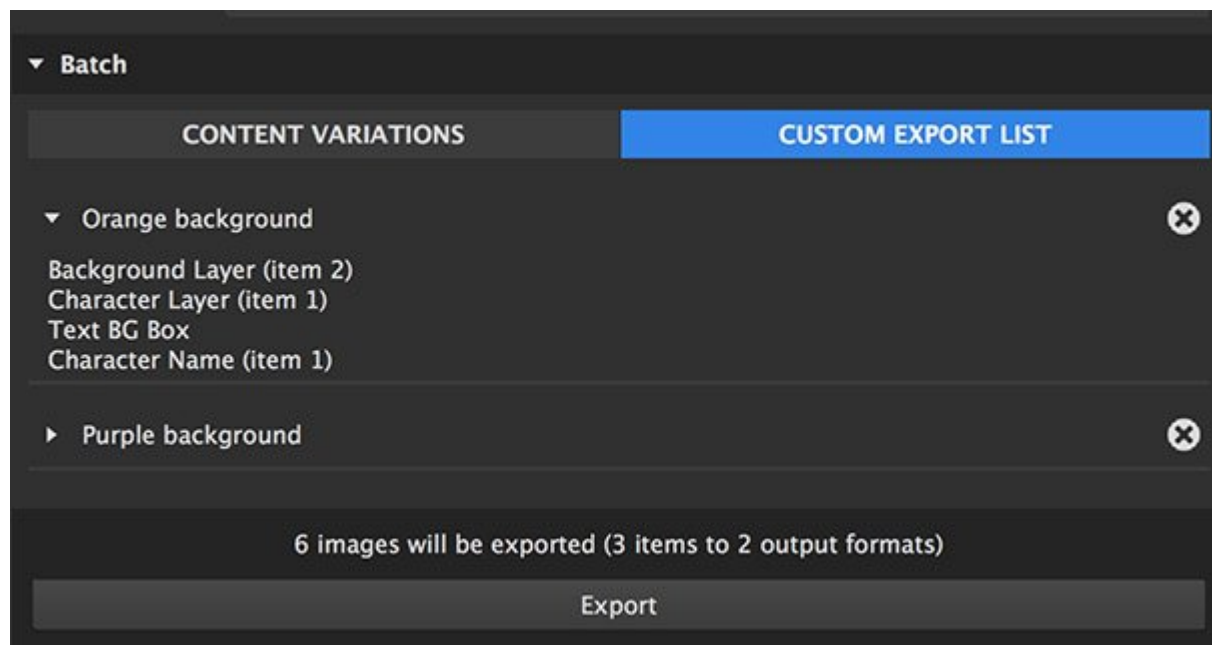 Batch
CONTENT VARIATIONS
CUSTOM EXPORT LIST
Orange background
Background Layer (item 2)
Character Layer (item 1)
Text BG Box
Character Name (item 1)
Purple background
6 images will be exported (3 items to 2 output formats)
Export